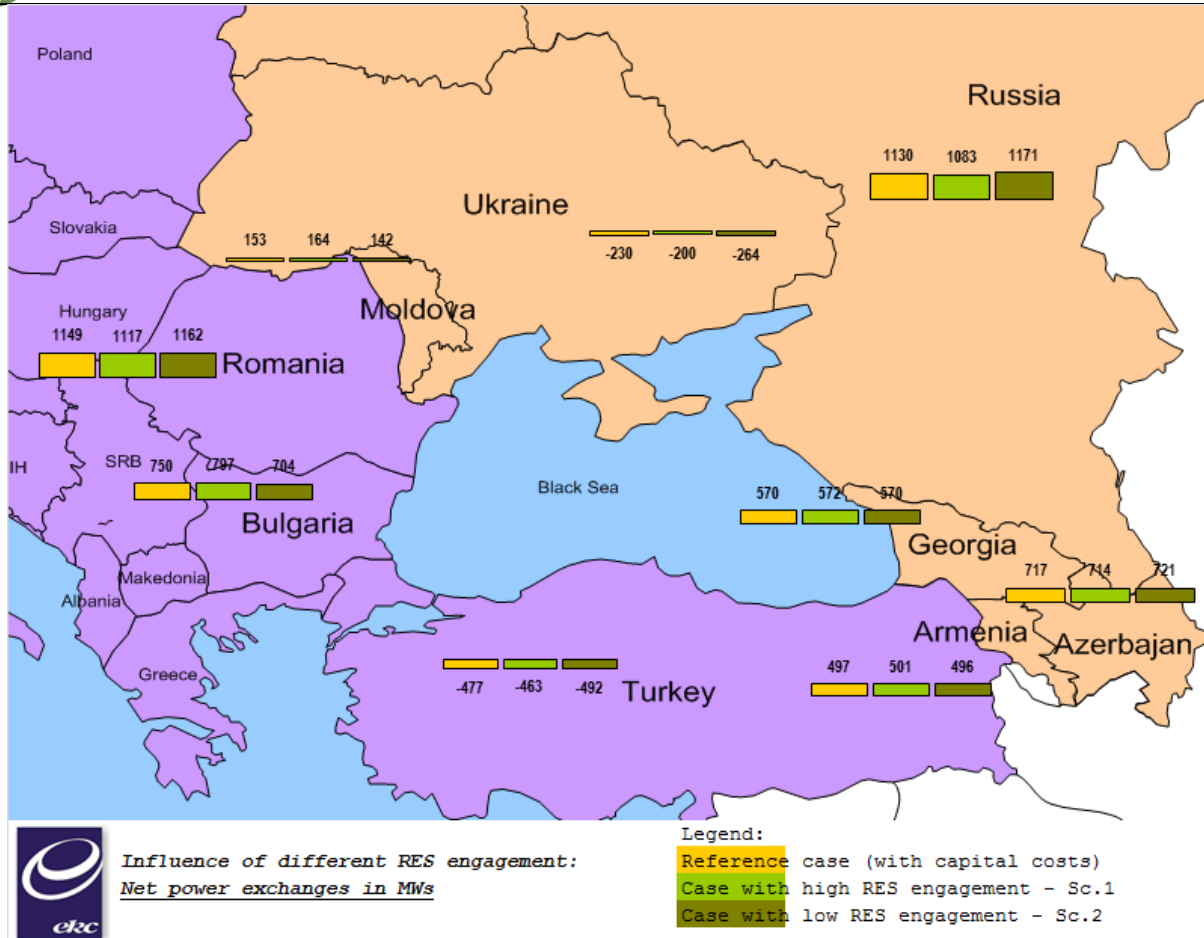 Poland
Russia
1130 1083 1171
Ukraine
Slovakia
153 164 142
-230 -200 -264
Hungary
Moldova
1149 1117 1162
Romania
SRB
IH
750 797 704
Black Sea
570 572 570
Bulgaria
Georgia
Makedonia
717 714 721
Albania
Armenia
Azerbajan
Greece
-477 -463 -492
Turkey
497 501 496
ekc
Influence of different RES engagement:
Net power exchanges in MWs
Legend:
Reference case (with capital costs)
Case with high RES engagement - Sc.1
Case with low RES engagement - Sc.2